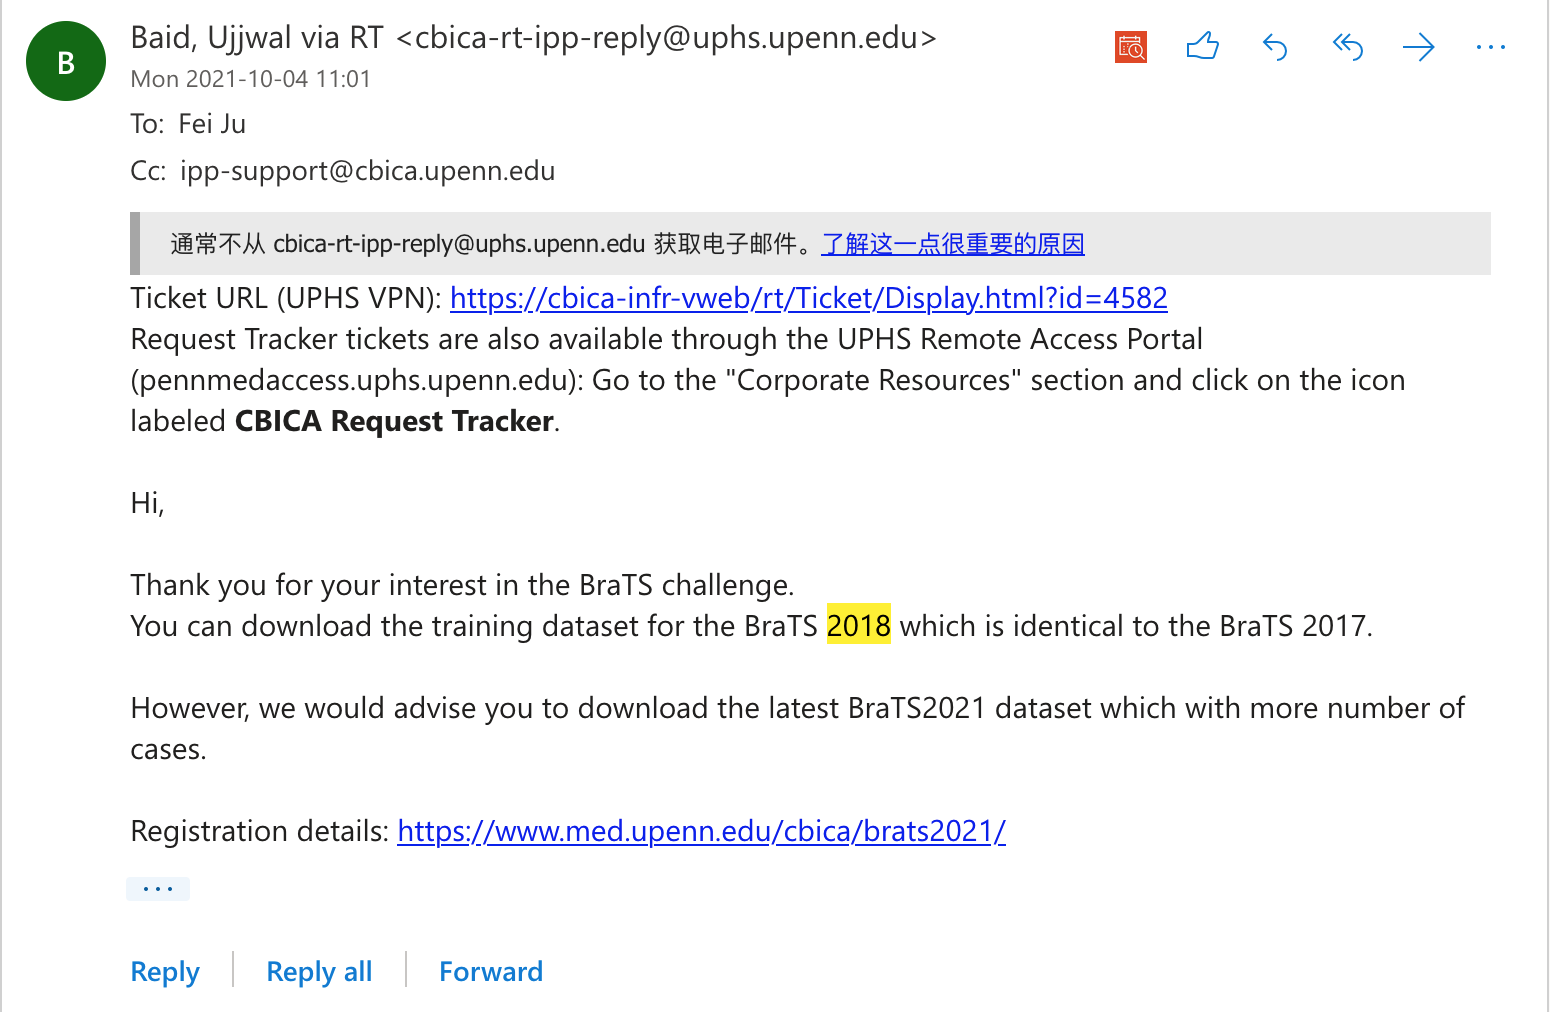 B
Baid, Ujjwal via RT <cbica-rt-ipp-reply@uphs.upenn.edu>
Mon 2021-10-04 11:01
To: Fei Ju
Cc: ipp-support@cbica.upenn.edu
通常不从 cbica-rt-ipp-reply@uphs.upenn.edu 获取电子邮件。了解这一点很重要的原因
Ticket URL (UPHS VPN): https://cbica-infr-vweb/rt/Ticket/Display.html?id=4582
Request Tracker tickets are also available through the UPHS Remote Access Portal
(pennmedaccess.uphs.upenn.edu): Go to the "Corporate Resources" section and click on the icon
labeled CBICA Request Tracker.
Hi,
Thank you for your interest in the BraTS challenge.
You can download the training dataset for the BraTS 2018 which is identical to the BraTS 2017.
However, we would advise you to download the latest BraTS2021 dataset which with more number of
cases.
Registration details: https://www.med.upenn.edu/cbica/brats2021/
Reply Reply all Forward